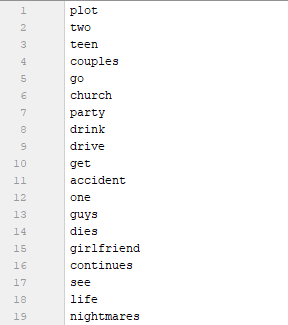 1 plot
2 two
3 teen
4 couples
5 go
6 church
7 party
8 drink
9 drive
10 get
11 accident
12 one
13 guys
14 dies
15 girlfriend
16 continues
17 see
18 life
19 nightmares